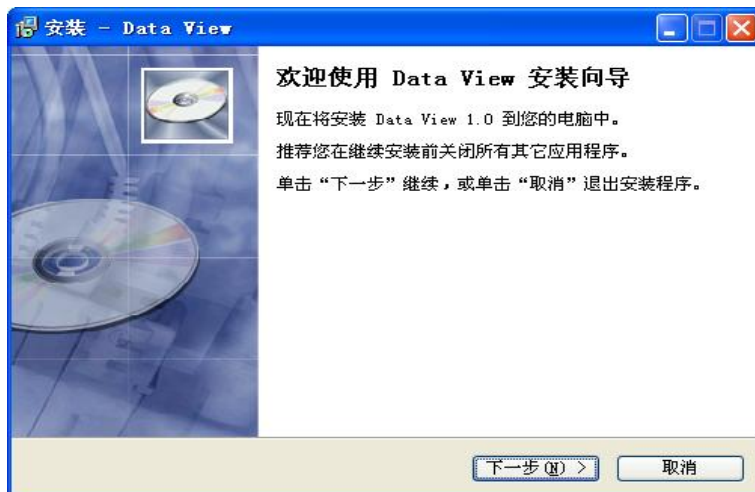 安装 - Data View
欢迎使用 Data View 安装向导
现在将安装 Data View 1.0 到您的电脑中。
推荐您在继续安装前关闭所有其它应用程序。
单击“下一步”继续，或单击“取消”退出安装程序。
下一步(N) >
取消